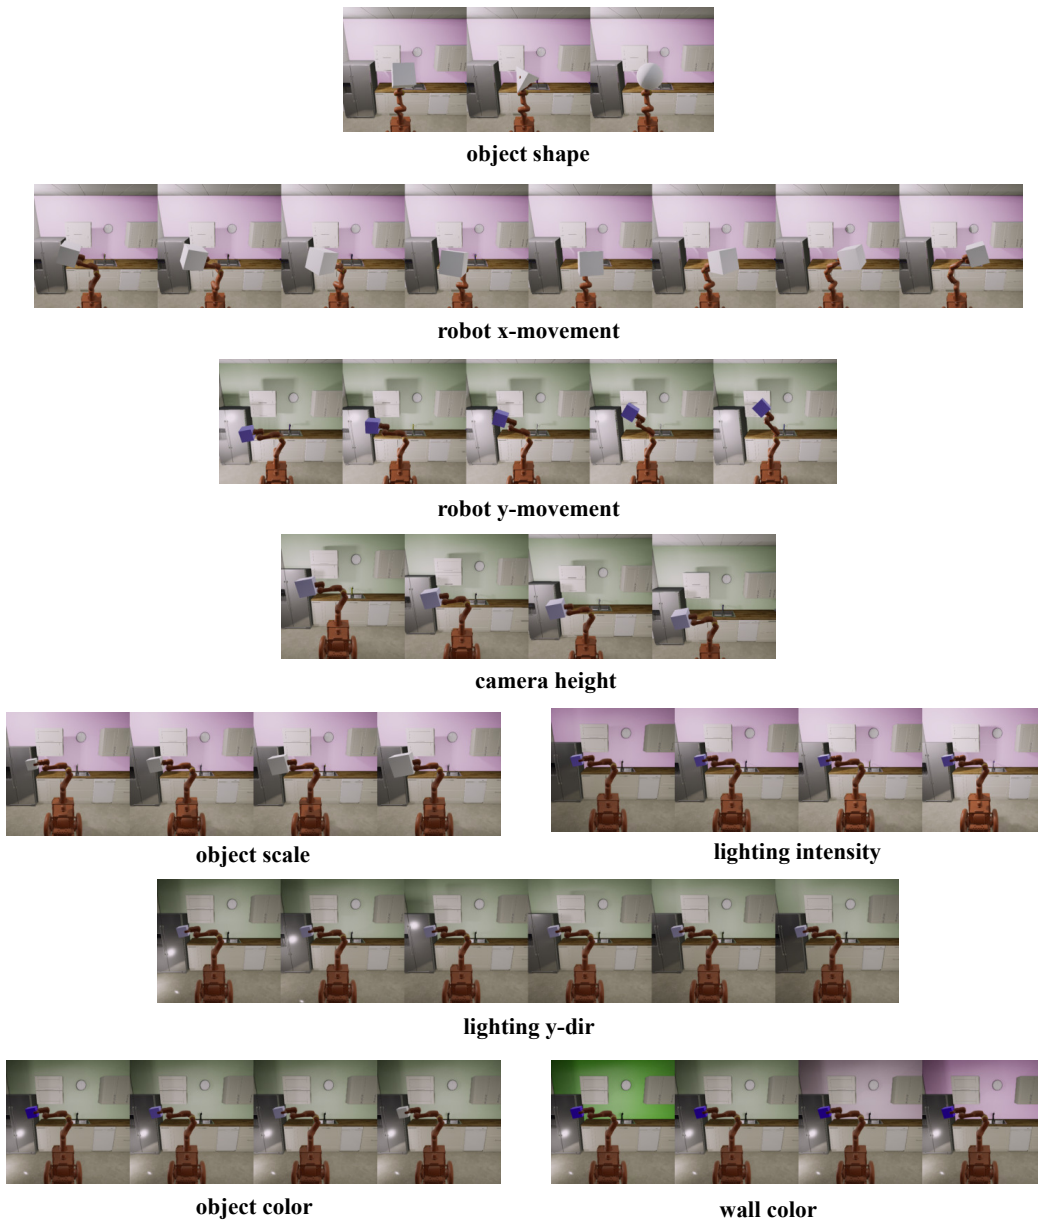 object shape
robot x-movement
robot y-movement
camera height
object scale
lighting intensity
lighting y-dir
object color
wall color